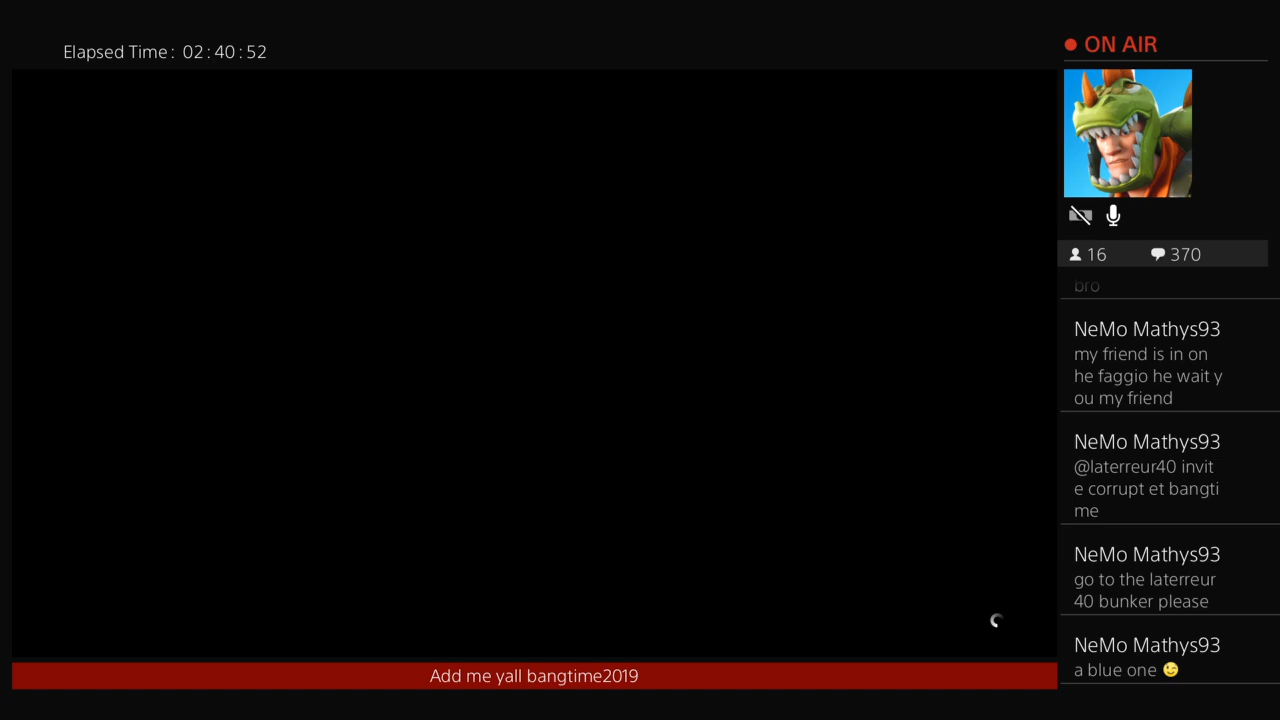 Elapsed Time: 02:40:52
ON AIR
16 370
bro
NeMo Mathys93
my friend is in on
he faggio he wait y
ou my friend
NeMo Mathys93
@laterreur40 invit
e corrupt et bangti
me
NeMo Mathys93
go to the laterreur
40 bunker please
NeMo Mathys93
a blue one 😉
Add me yall bangtime2019